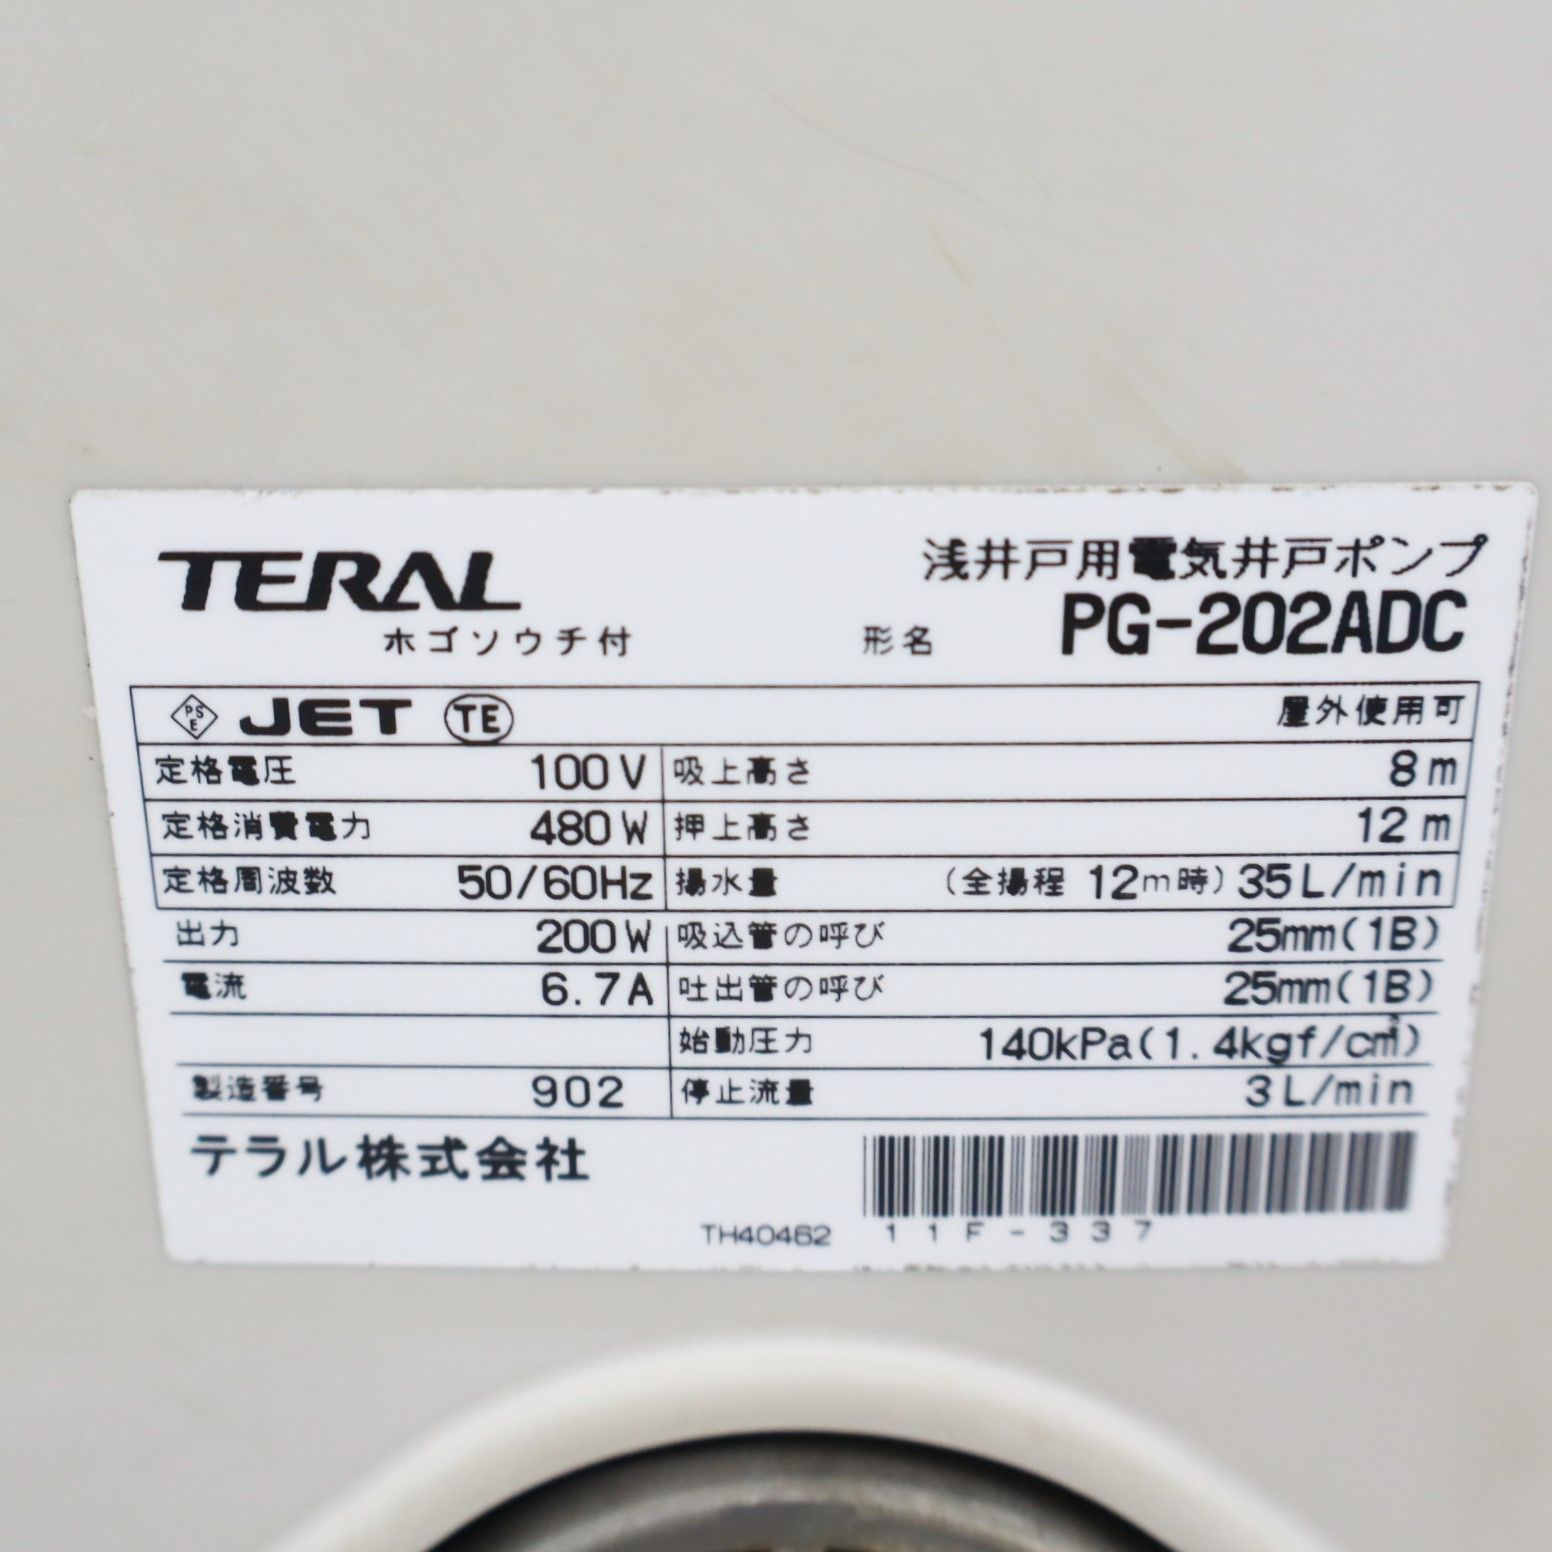 TERAL 浅井戸用電気井戸ポンプ
ホゴソウチ付 形名 PG-202ADC
PSE JET TE 屋外使用可
定格電圧 100V 吸上高さ 8m
定格消費電力 480W 押上高さ 12m
定格周波数 50/60Hz 揚水量 (全揚程 12m時) 35L/min
出力 200W 吸込管の呼び 25mm(1B)
電流 6.7A 吐出管の呼び 25mm(1B)
始動圧力 140kPa(1.4kgf/cm²)
製造番号 902 停止流量 3L/min
テラル株式会社
TH40462 11F-337